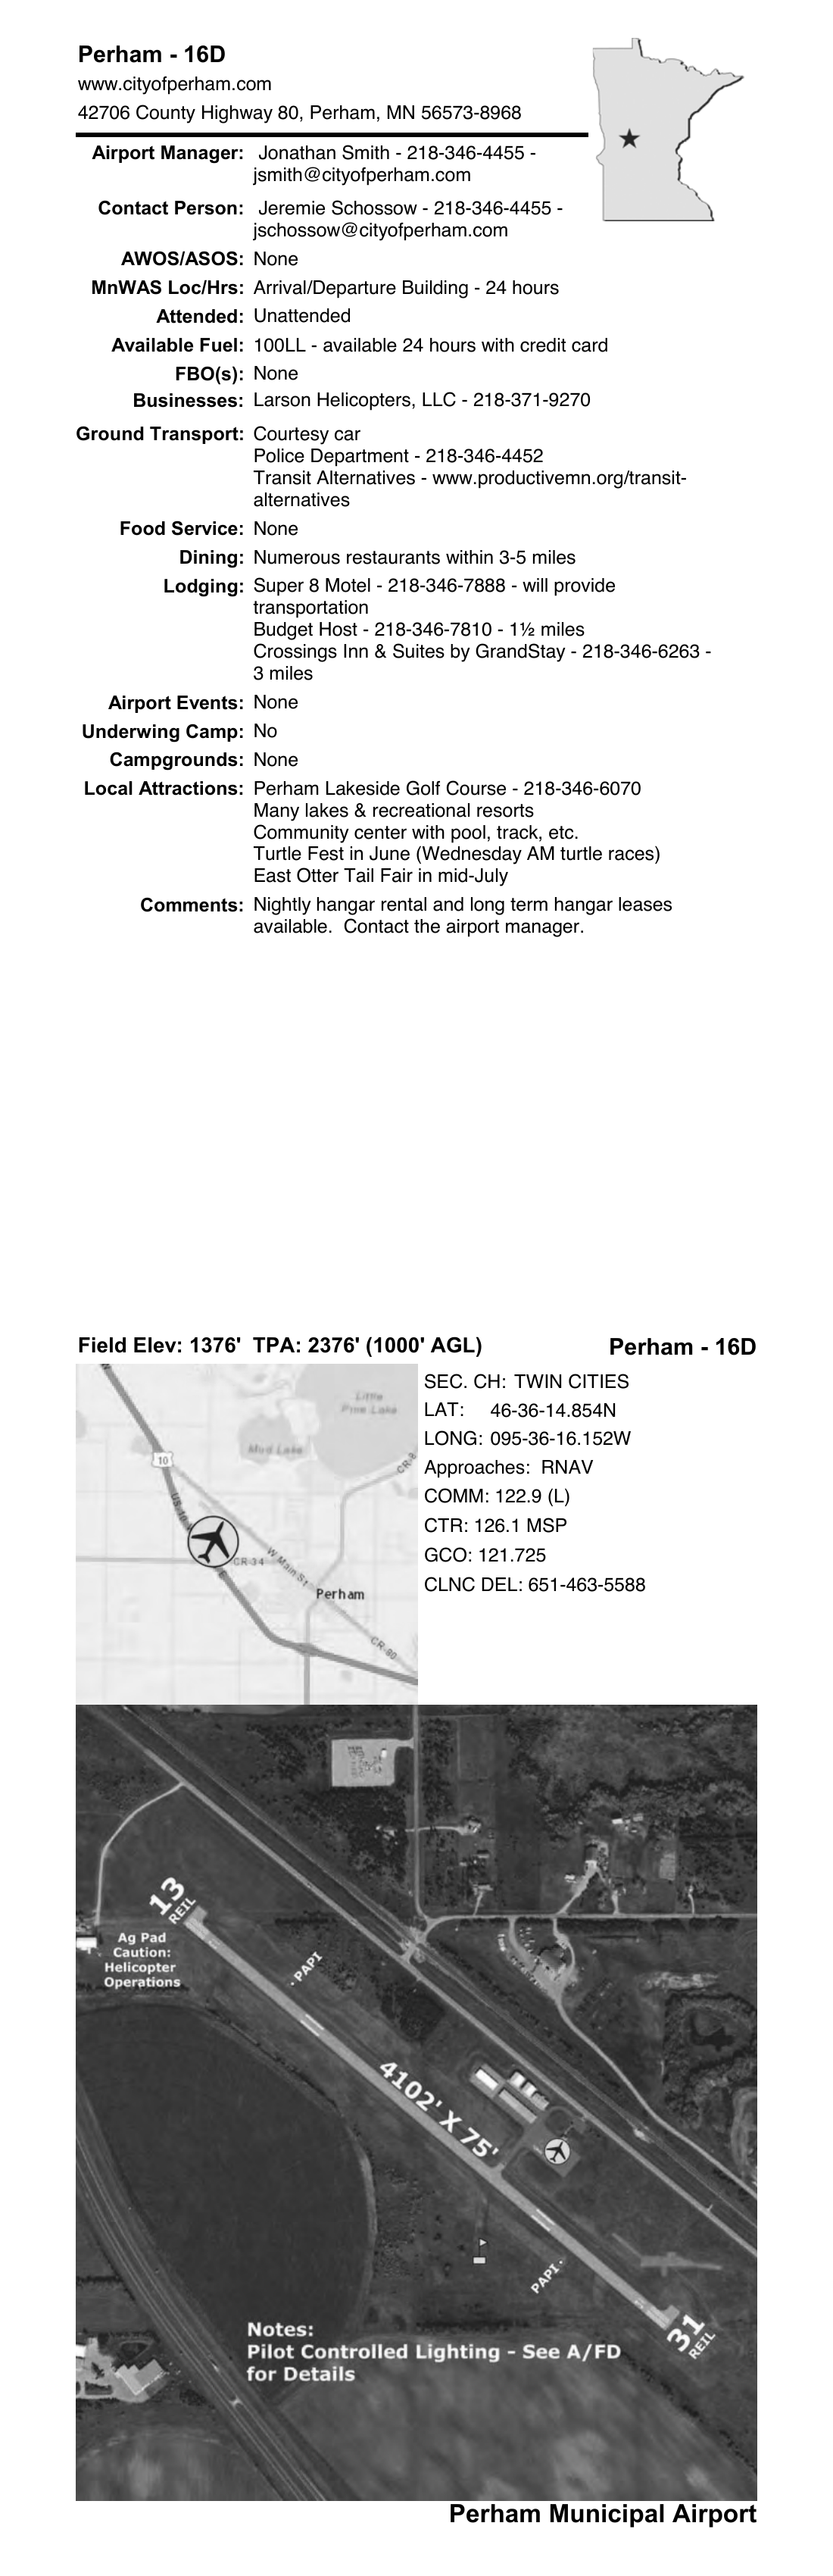 Perham - 16D
www.cityofperham.com
42706 County Highway 80, Perham, MN 56573-8968
Airport Manager: Jonathan Smith - 218-346-4455 -
jsmith@cityofperham.com
Contact Person: Jeremie Schossow - 218-346-4455 -
jschossow@cityofperham.com
AWOS/ASOS: None
MnWAS Loc/Hrs: Arrival/Departure Building - 24 hours
Attended: Unattended
Available Fuel: 100LL - available 24 hours with credit card
FBO(s): None
Businesses: Larson Helicopters, LLC - 218-371-9270
Ground Transport: Courtesy car
Police Department - 218-346-4452
Transit Alternatives - www.productivemn.org/transit-
alternatives
Food Service: None
Dining: Numerous restaurants within 3-5 miles
Lodging: Super 8 Motel - 218-346-7888 - will provide
transportation
Budget Host - 218-346-7810 - 1½ miles
Crossings Inn & Suites by GrandStay - 218-346-6263 -
3 miles
Airport Events: None
Underwing Camp: No
Campgrounds: None
Local Attractions: Perham Lakeside Golf Course - 218-346-6070
Many lakes & recreational resorts
Community center with pool, track, etc.
Turtle Fest in June (Wednesday AM turtle races)
East Otter Tail Fair in mid-July
Comments: Nightly hangar rental and long term hangar leases
available.  Contact the airport manager.
Field Elev: 1376'  TPA: 2376' (1000' AGL)
Perham - 16D
SEC. CH: TWIN CITIES
LAT: 46-36-14.854N
LONG: 095-36-16.152W
Approaches: RNAV
COMM: 122.9 (L)
CTR: 126.1 MSP
GCO: 121.725
CLNC DEL: 651-463-5588
Little
Pine Lake
Mud Lake
10
CR-8
CR-34
W Main St
Perham
CR-80
13
REIL
Ag Pad
Caution:
Helicopter
Operations
PAPI
4102' X 75'
PAPI
31
REIL
Notes:
Pilot Controlled Lighting - See A/FD
for Details
Perham Municipal Airport